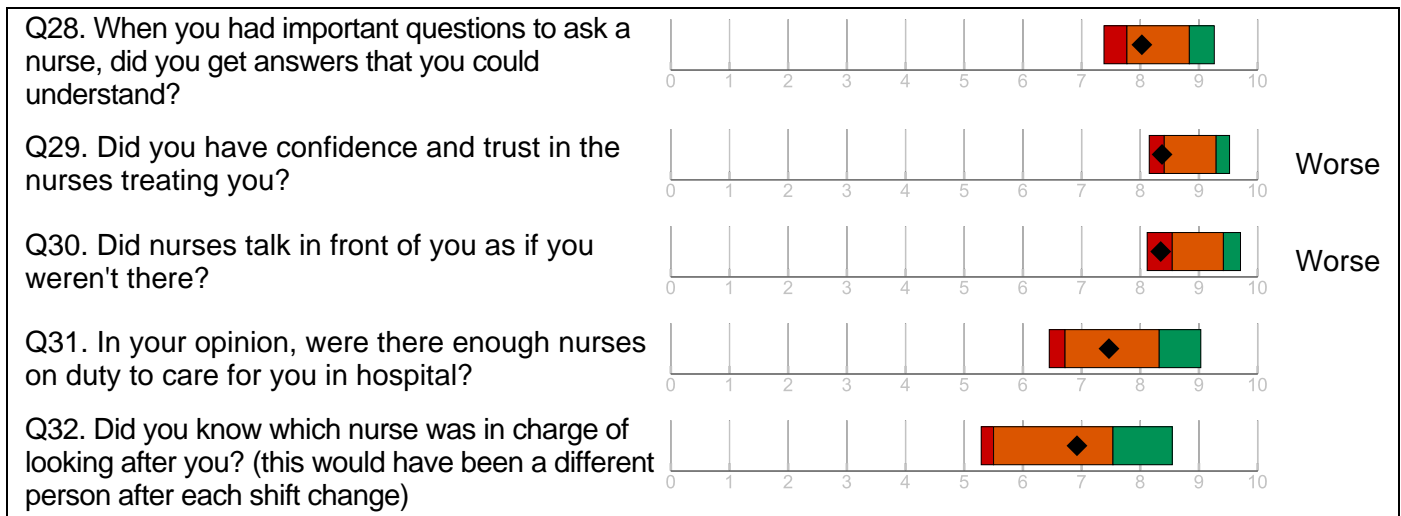 Q28. When you had important questions to ask a
nurse, did you get answers that you could
understand?
0 1 2 3 4 5 6 7 8 9 10
Q29. Did you have confidence and trust in the
nurses treating you?
0 1 2 3 4 5 6 7 8 9 10
Worse
Q30. Did nurses talk in front of you as if you
weren't there?
0 1 2 3 4 5 6 7 8 9 10
Worse
Q31. In your opinion, were there enough nurses
on duty to care for you in hospital?
0 1 2 3 4 5 6 7 8 9 10
Q32. Did you know which nurse was in charge of
looking after you? (this would have been a different
person after each shift change)
0 1 2 3 4 5 6 7 8 9 10